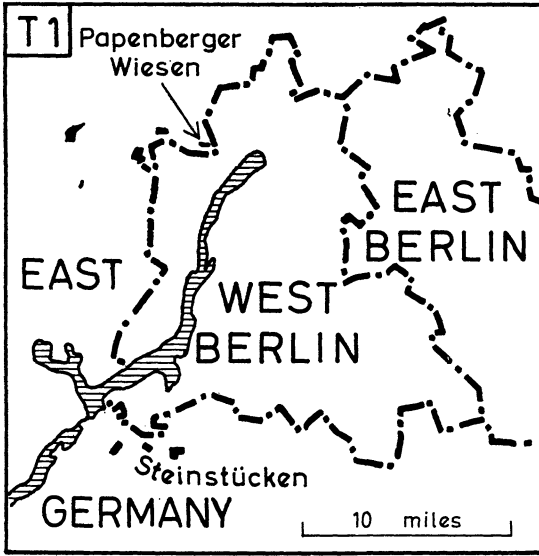 T1
Papenberger
Wiesen
EAST
BERLIN
EAST
WEST
BERLIN
Steinstücken
GERMANY
10 miles